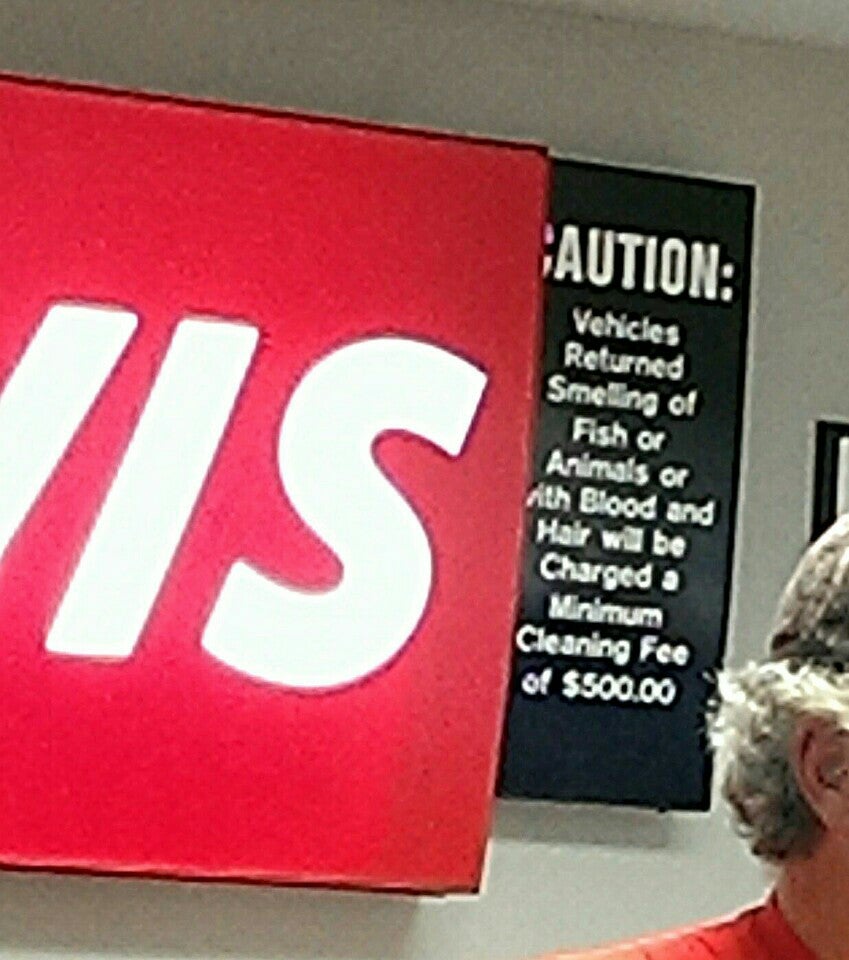 VIS
CAUTION:
Vehicles
Returned
Smelling of
Fish or
Animals or
with Blood and
Hair will be
Charged a
Minimum
Cleaning Fee
of $500.00